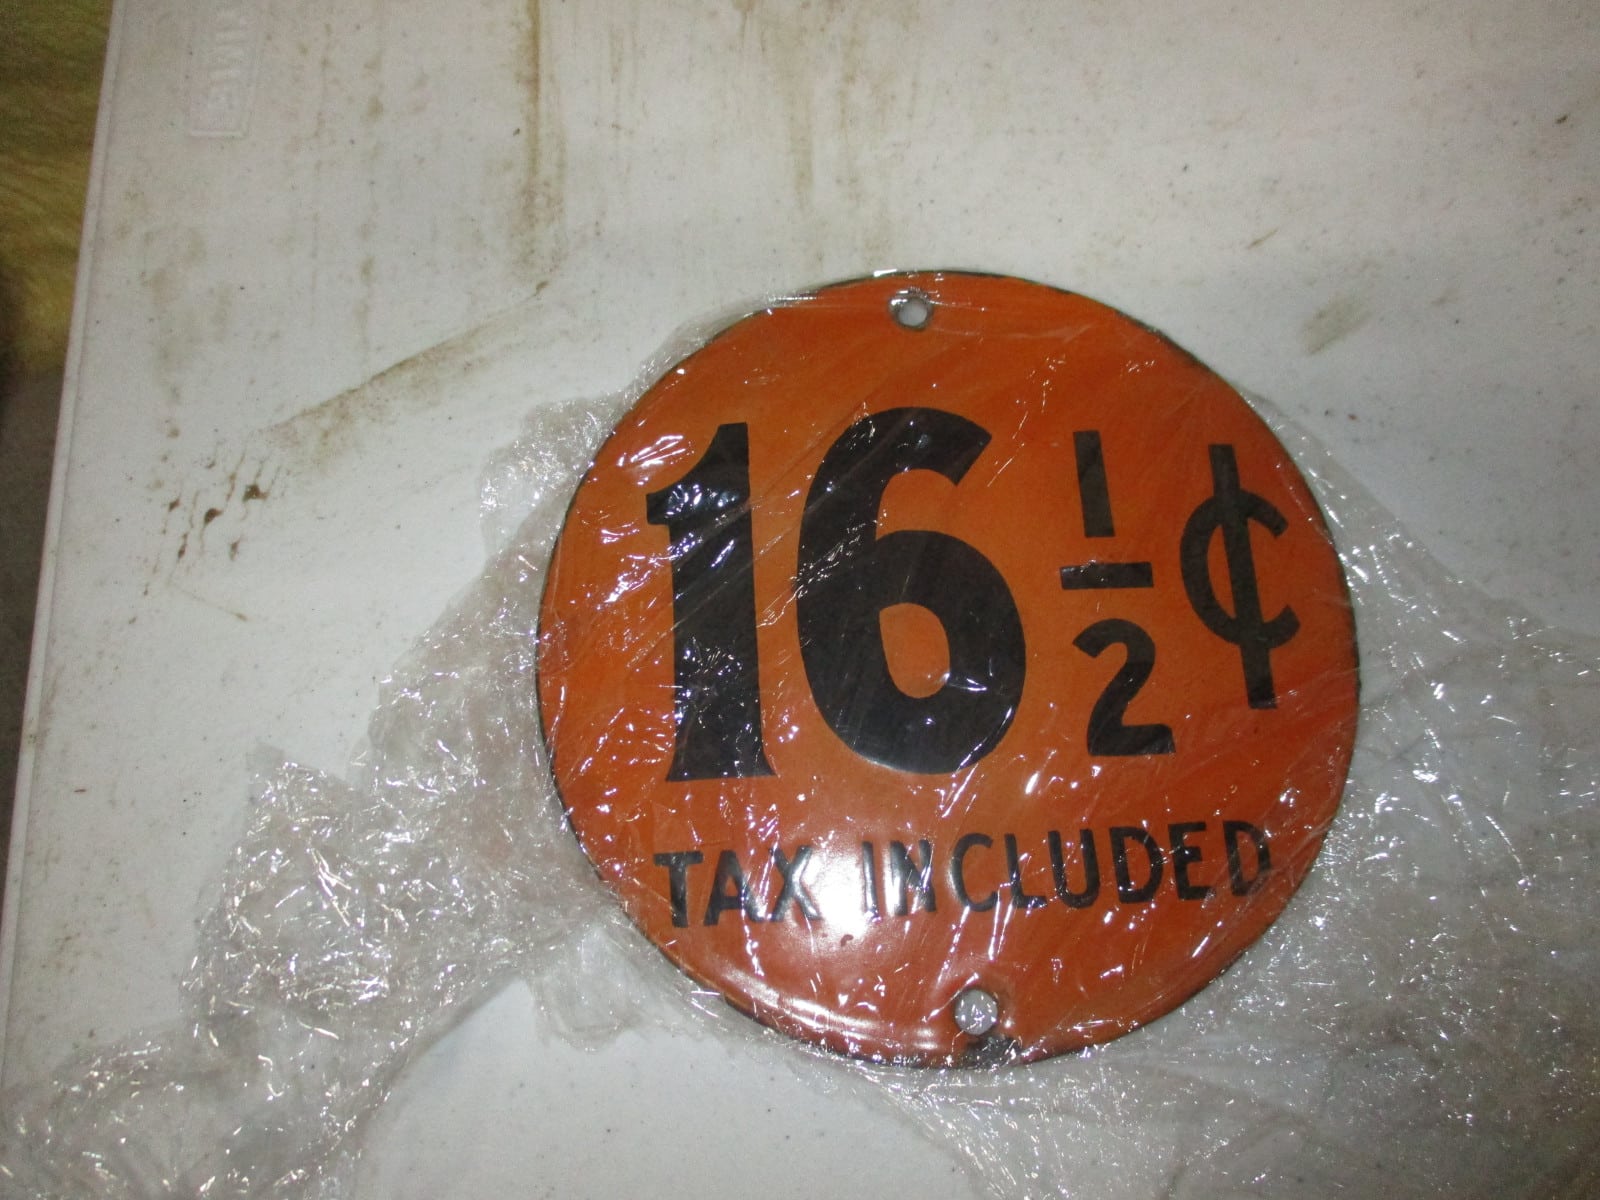 16 1/2 ¢
TAX INCLUDED